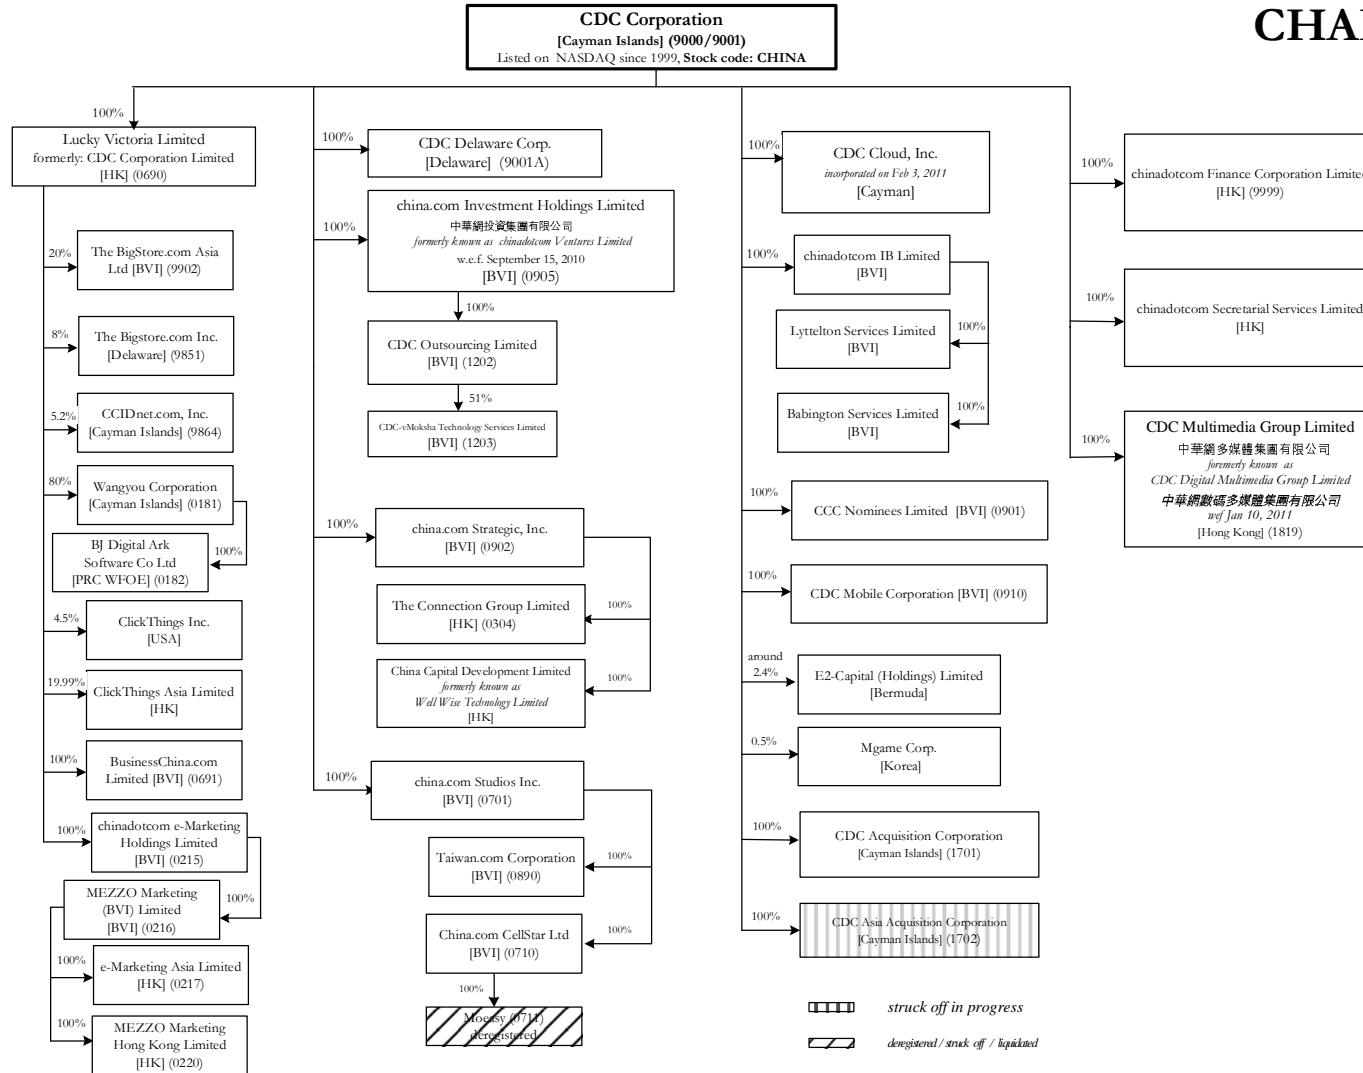 CDC Corporation
[Cayman Islands] (9000/9001)
Listed on NASDAQ since 1999, Stock code: CHINA
100%
Lucky Victoria Limited
formerly: CDC Corporation Limited
[HK] (0690)
20%
The BigStore.com Asia
Ltd [BVI] (9902)
8%
The Bigstore.com Inc.
[Delaware] (9851)
5.2%
CCIDnet.com, Inc.
[Cayman Islands] (9864)
80%
Wangyou Corporation
[Cayman Islands] (0181)
100%
BJ Digital Ark
Software Co Ltd
[PRC WFOE] (0182)
4.5%
ClickThings Inc.
[USA]
19.99%
ClickThings Asia Limited
[HK]
100%
BusinessChina.com
Limited [BVI] (0691)
100%
chinadotcom e-Marketing
Holdings Limited
[BVI] (0215)
100%
MEZZO Marketing
(BVI) Limited
[BVI] (0216)
100%
e-Marketing Asia Limited
[HK] (0217)
100%
MEZZO Marketing
Hong Kong Limited
[HK] (0220)
100%
CDC Delaware Corp.
[Delaware] (9001A)
100%
china.com Investment Holdings Limited
中華網投資集團有限公司
formerly known as chinadotcom Ventures Limited
w.e.f. September 15, 2010
[BVI] (0905)
100%
CDC Outsourcing Limited
[BVI] (1202)
51%
CDC-vMoksha Technology Services Limited
[BVI] (1203)
100%
china.com Strategic, Inc.
[BVI] (0902)
100%
The Connection Group Limited
[HK] (0304)
100%
China Capital Development Limited
formerly known as
Well Wise Technology Limited
[HK]
100%
china.com Studios Inc.
[BVI] (0701)
100%
Taiwan.com Corporation
[BVI] (0890)
100%
China.com CellStar Ltd
[BVI] (0710)
100%
Moeasy (0711)
deregistered
100%
CDC Cloud, Inc.
incorporated on Feb 3, 2011
[Cayman]
100%
chinadotcom IB Limited
[BVI]
100%
Lyttelton Services Limited
[BVI]
100%
Babington Services Limited
[BVI]
100%
CCC Nominees Limited [BVI] (0901)
100%
CDC Mobile Corporation [BVI] (0910)
around
2.4%
E2-Capital (Holdings) Limited
[Bermuda]
0.5%
Mgame Corp.
[Korea]
100%
CDC Acquisition Corporation
[Cayman Islands] (1701)
100%
CDC Asia Acquisition Corporation
[Cayman Islands] (1702)
struck off in progress
deregistered / struck off / liquidated
100%
chinadotcom Finance Corporation Limited
[HK] (9999)
100%
chinadotcom Secretarial Services Limited
[HK]
100%
CDC Multimedia Group Limited
中華網多媒體集團有限公司
foremerly known as
CDC Digital Multimedia Group Limited
中華網數碼多媒體集團有限公司
wef Jan 10, 2011
[Hong Kong] (1819)